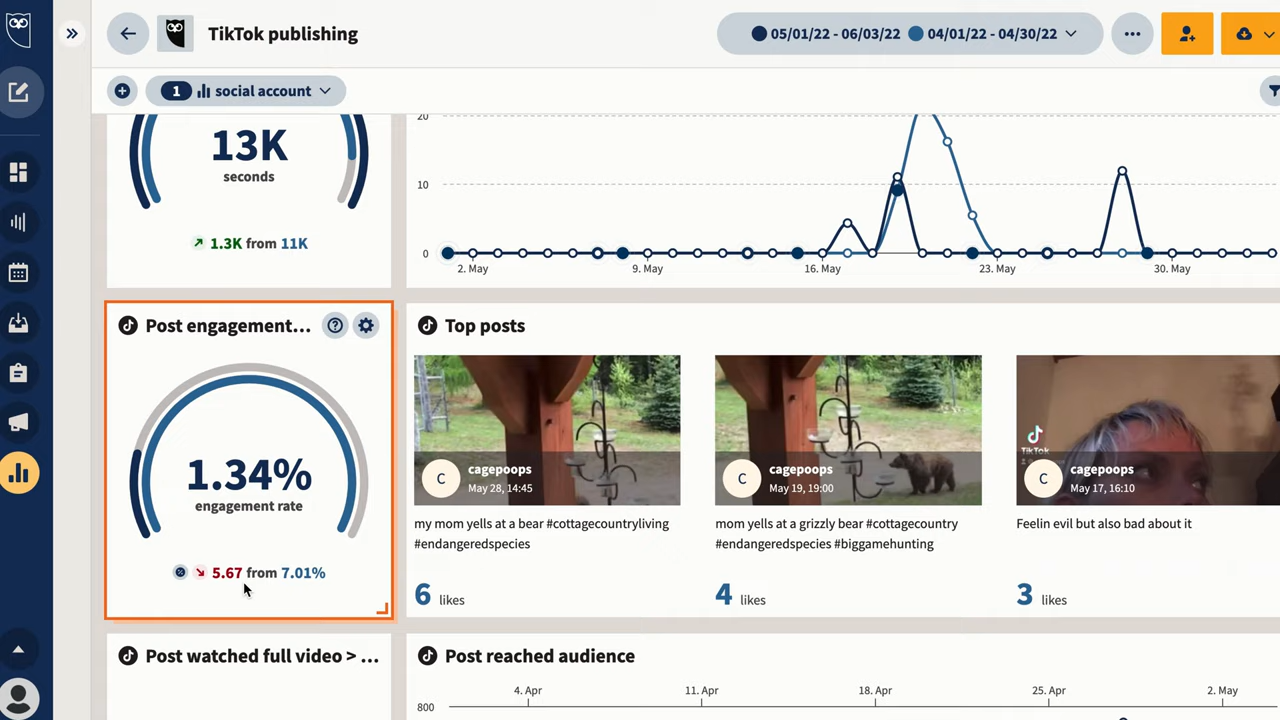 TikTok publishing
05/01/22 - 06/03/22 04/01/22 - 04/30/22
1 social account
13K
seconds
1.3K from 11K
20
10
0
2. May 9. May 16. May 23. May 30. May
Post engagement...
1.34%
engagement rate
5.67 from 7.01%
Top posts
C cagepoops
May 28, 14:45
my mom yells at a bear #cottagecountryliving
#endangeredspecies
6 likes
C cagepoops
May 19, 19:00
mom yells at a grizzly bear #cottagecountry
#endangeredspecies #biggamehunting
4 likes
TikTok
C cagepoops
May 17, 16:10
Feelin evil but also bad about it
3 likes
Post watched full video > ...
Post reached audience
4. Apr 11. Apr 18. Apr 25. Apr 2. May
800